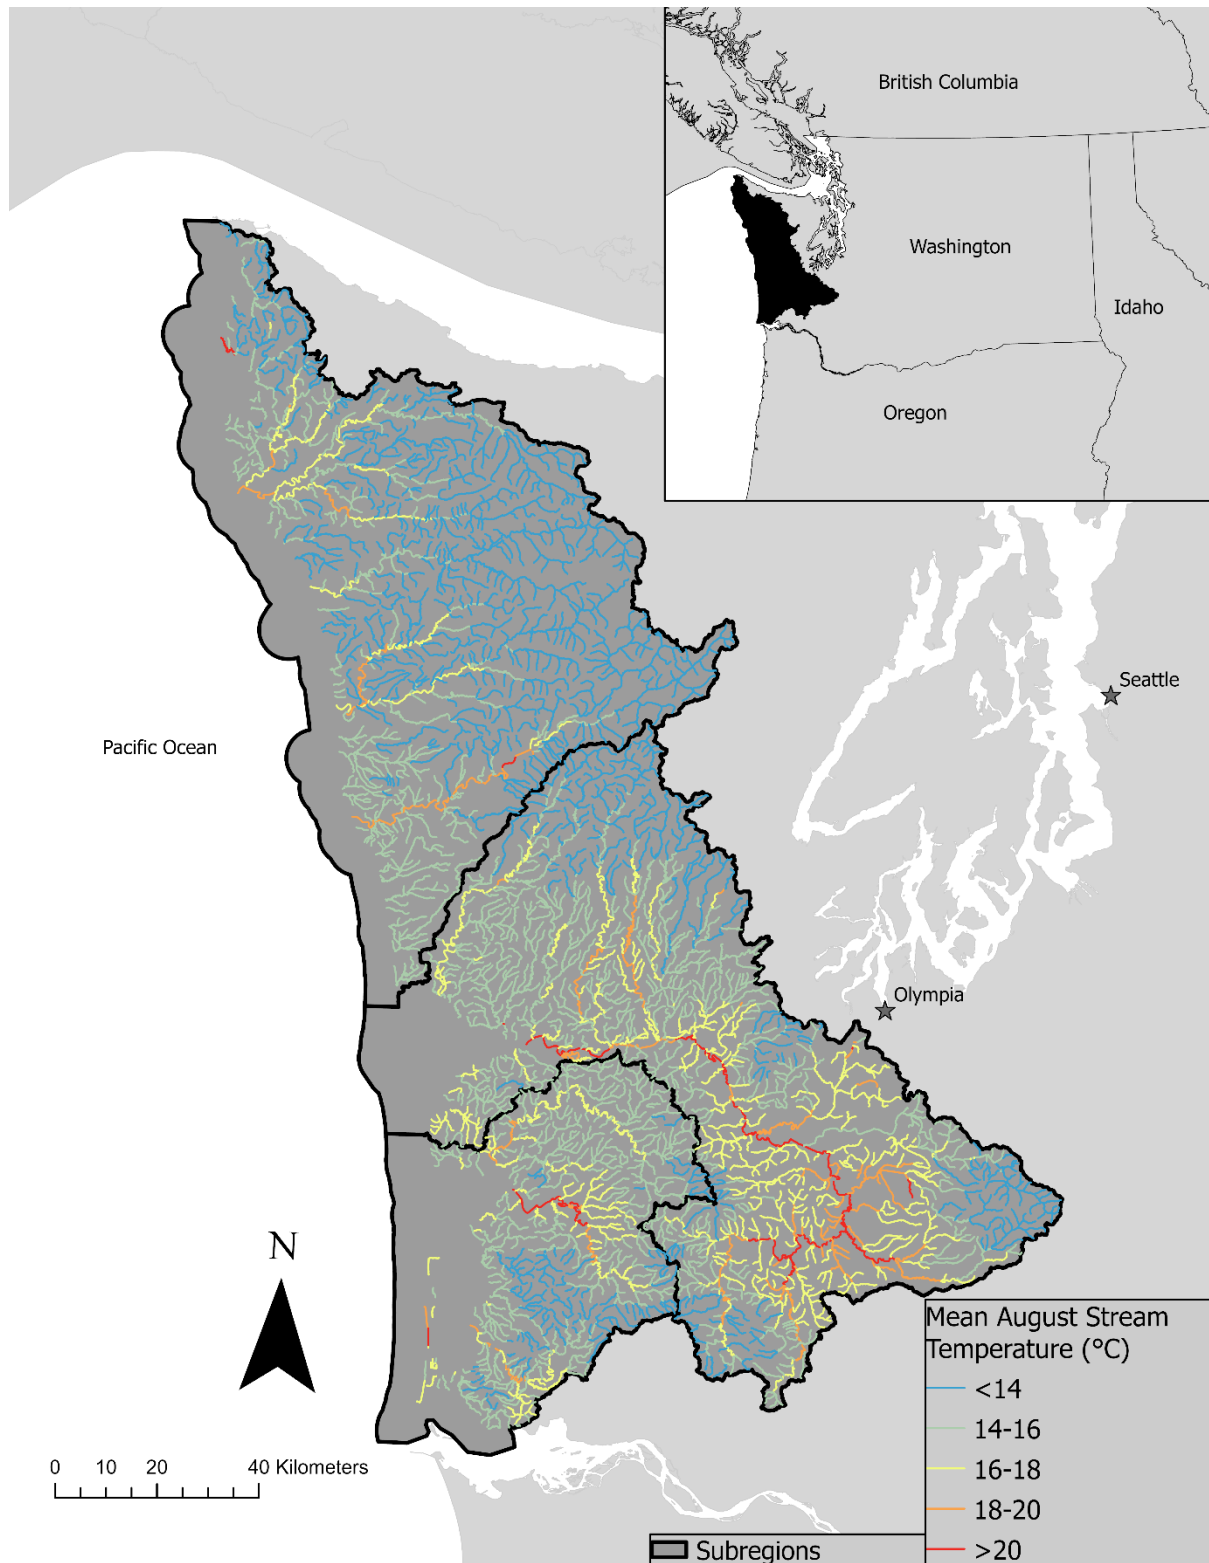 British Columbia
Washington
Idaho
Oregon
Seattle
Pacific Ocean
Olympia
N
0 10 20 40 Kilometers
Mean August Stream
Temperature (°C)
<14
14-16
16-18
18-20
>20
Subregions